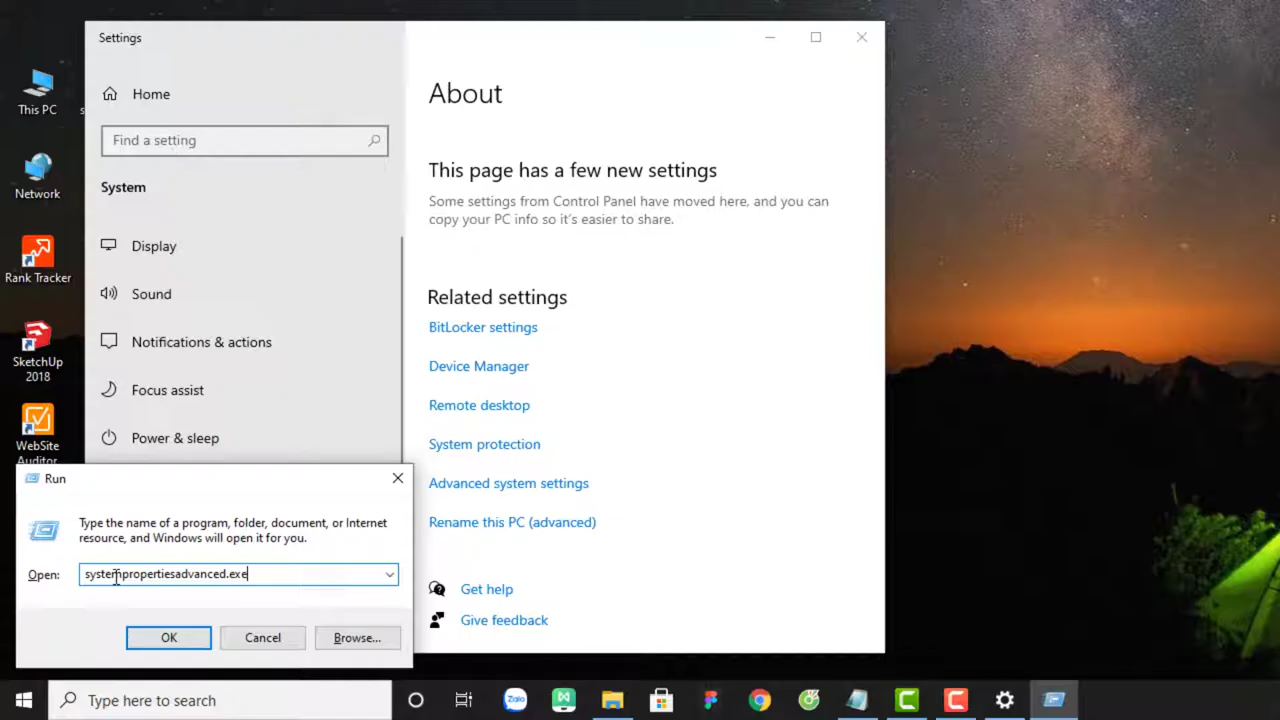 This PC
Network
Rank Tracker
SketchUp
2018
WebSite
Auditor
Settings
Home
Find a setting
System
Display
Sound
Notifications & actions
Focus assist
Power & sleep
About
This page has a few new settings
Some settings from Control Panel have moved here, and you can
copy your PC info so it's easier to share.
Related settings
BitLocker settings
Device Manager
Remote desktop
System protection
Advanced system settings
Rename this PC (advanced)
Get help
Give feedback
Run
Type the name of a program, folder, document, or Internet
resource, and Windows will open it for you.
Open: systempropertiesadvanced.exe
OK Cancel Browse...
Type here to search
Zalo